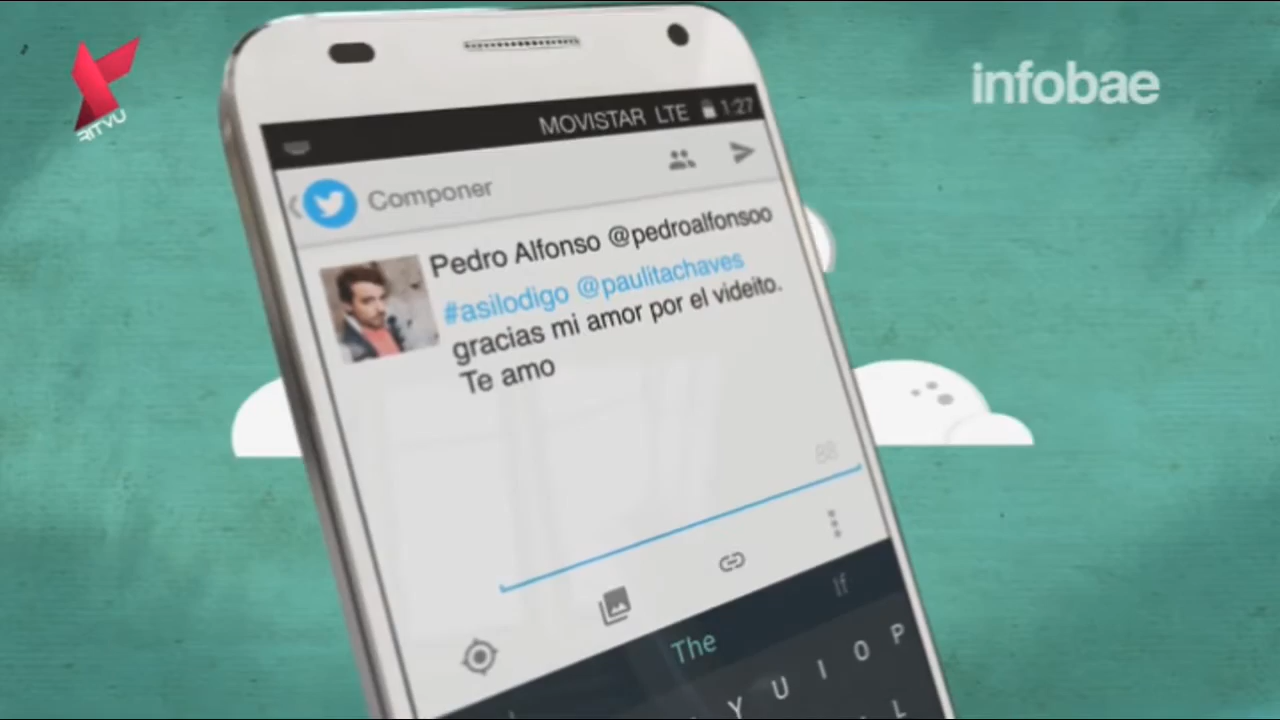 RITVU
infobae
MOVISTAR LTE 1:27
Componer
Pedro Alfonso @pedroalfonsoo
#asilodigo @paulitachaves
gracias mi amor por el videito.
Te amo
88
The
If
Y U I O P
L